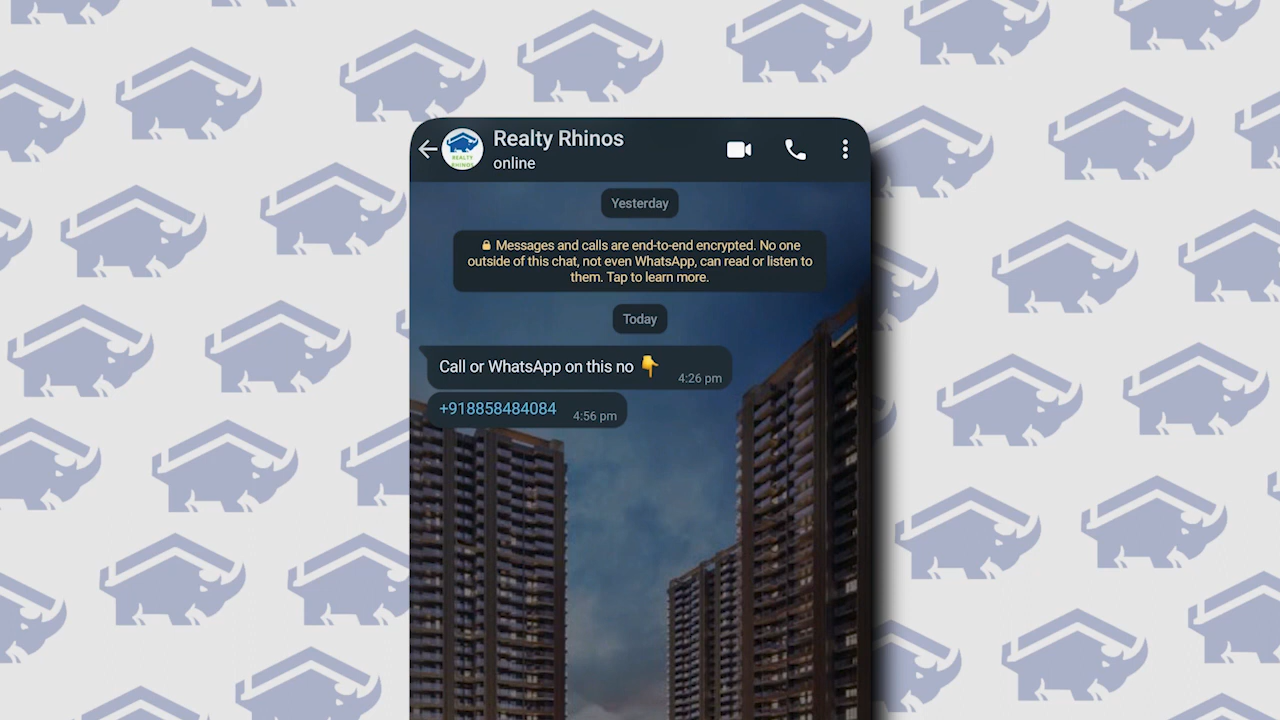 Realty Rhinos
REALTY
RHINOS
online
Yesterday
🔒 Messages and calls are end-to-end encrypted. No one
outside of this chat, not even WhatsApp, can read or listen to
them. Tap to learn more.
Today
Call or WhatsApp on this no 👇
4:26 pm
+918858484084
4:56 pm